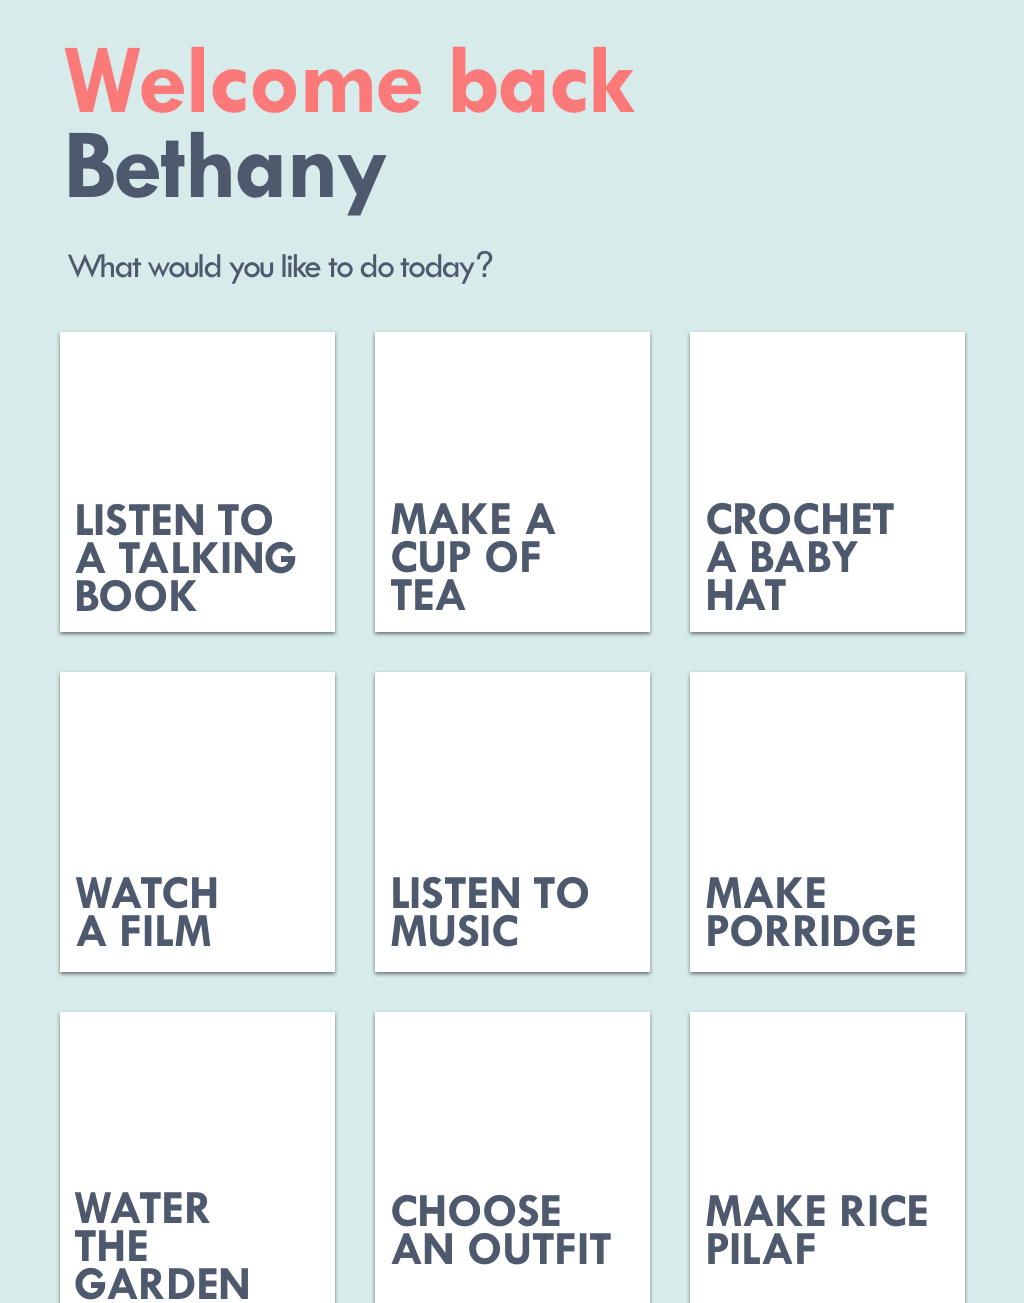 Welcome back
Bethany
What would you like to do today?
LISTEN TO
A TALKING
BOOK
MAKE A
CUP OF
TEA
CROCHET
A BABY
HAT
WATCH
A FILM
LISTEN TO
MUSIC
MAKE
PORRIDGE
WATER
THE
GARDEN
CHOOSE
AN OUTFIT
MAKE RICE
PILAF